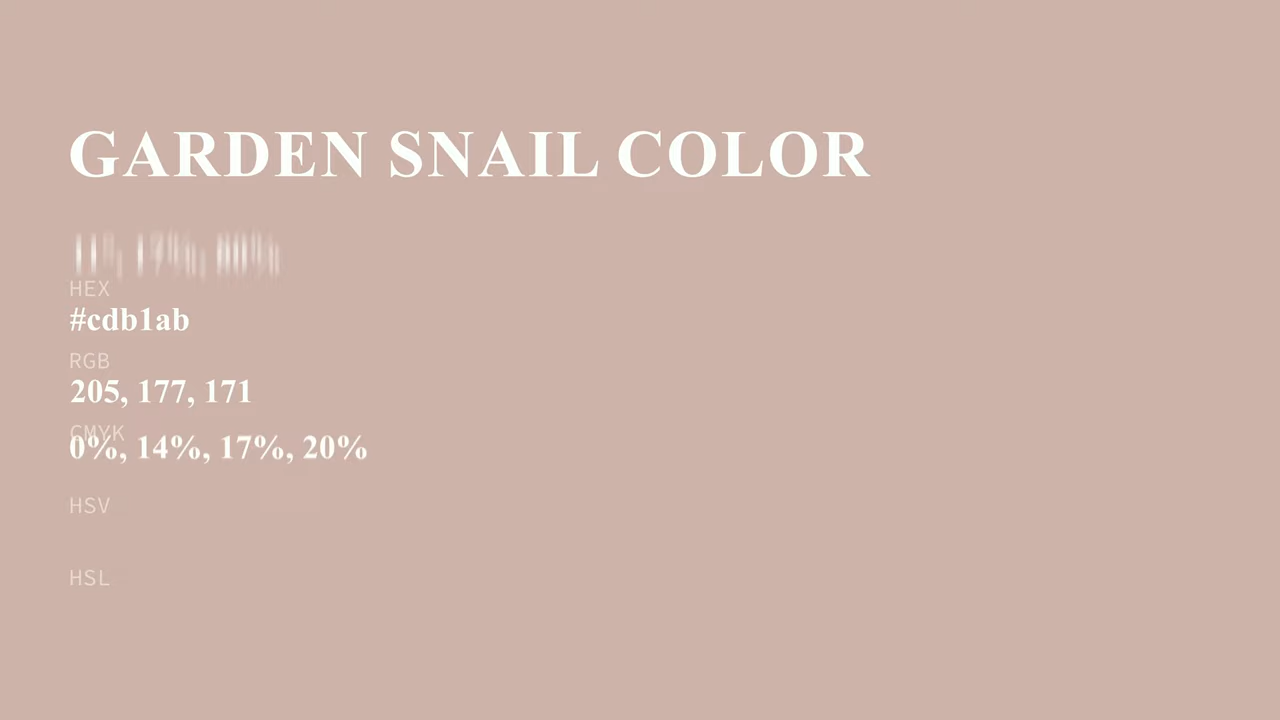 GARDEN SNAIL COLOR
HEX
#cdb1ab
RGB
205, 177, 171
CMYK
0%, 14%, 17%, 20%
HSV
HSL